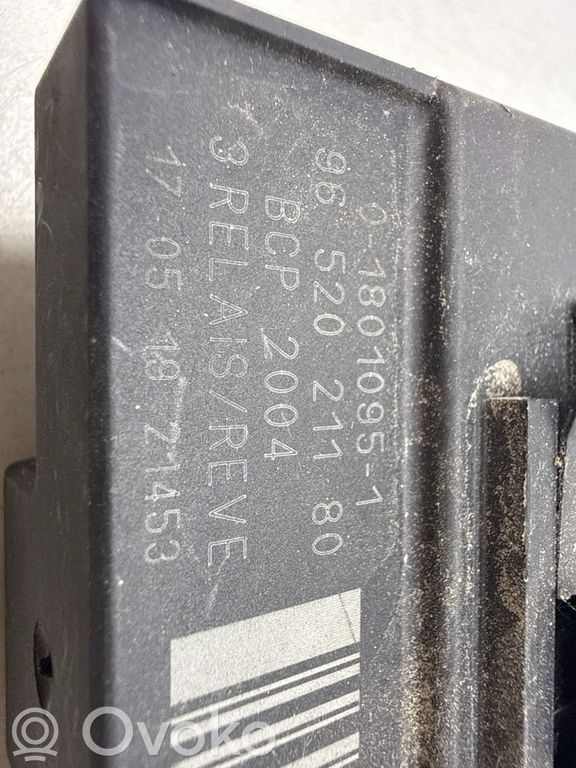 0-1801095-1
96 520 211 80
BCP 2004
3 RELAIS/REVE
17 05 18 21453
Ovoko